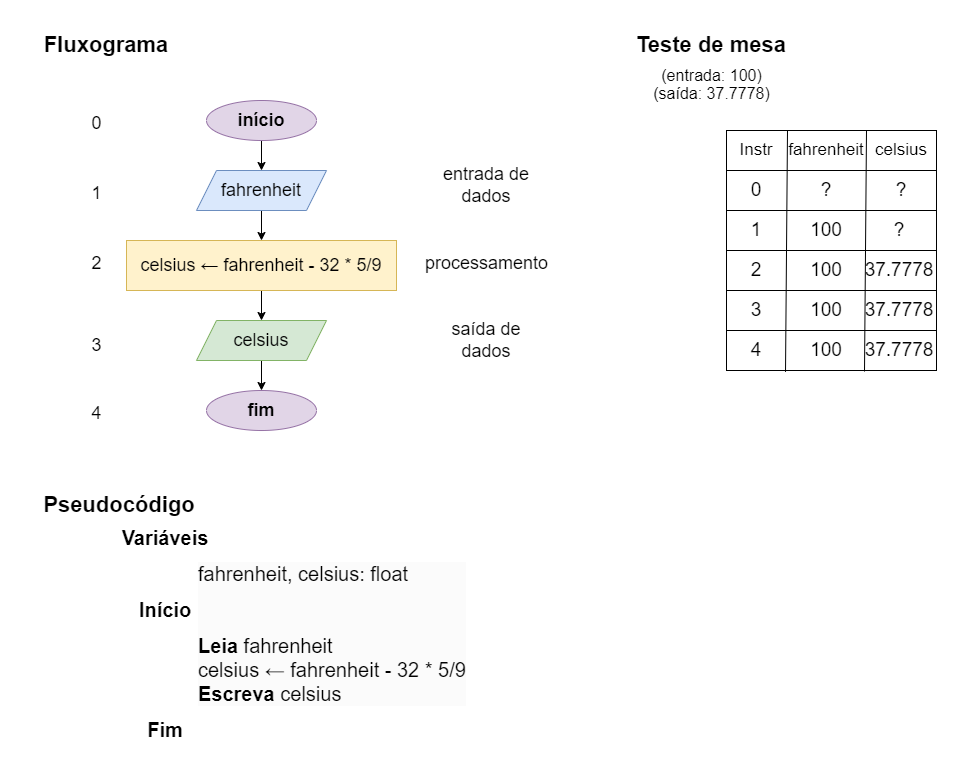 Fluxograma
0
início
1
fahrenheit
entrada de
dados
2
celsius ← fahrenheit - 32 * 5/9
processamento
3
celsius
saída de
dados
4
fim
Teste de mesa
(entrada: 100)
(saída: 37.7778)
Instr fahrenheit celsius
0 ? ?
1 100 ?
2 100 37.7778
3 100 37.7778
4 100 37.7778
Pseudocódigo
Variáveis
fahrenheit, celsius: float
Início
Leia fahrenheit
celsius ← fahrenheit - 32 * 5/9
Escreva celsius
Fim